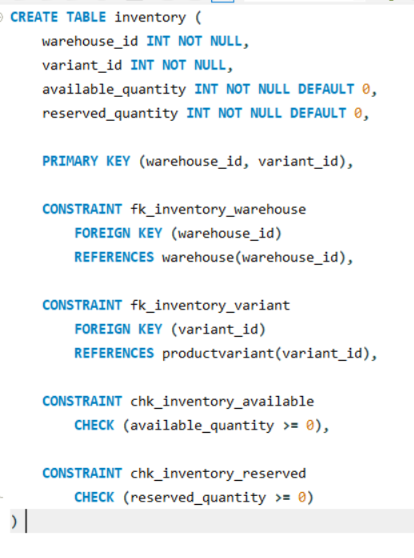 CREATE TABLE inventory (
    warehouse_id INT NOT NULL,
    variant_id INT NOT NULL,
    available_quantity INT NOT NULL DEFAULT 0,
    reserved_quantity INT NOT NULL DEFAULT 0,
    PRIMARY KEY (warehouse_id, variant_id),
    CONSTRAINT fk_inventory_warehouse
        FOREIGN KEY (warehouse_id)
        REFERENCES warehouse(warehouse_id),
    CONSTRAINT fk_inventory_variant
        FOREIGN KEY (variant_id)
        REFERENCES productvariant(variant_id),
    CONSTRAINT chk_inventory_available
        CHECK (available_quantity >= 0),
    CONSTRAINT chk_inventory_reserved
        CHECK (reserved_quantity >= 0)
)